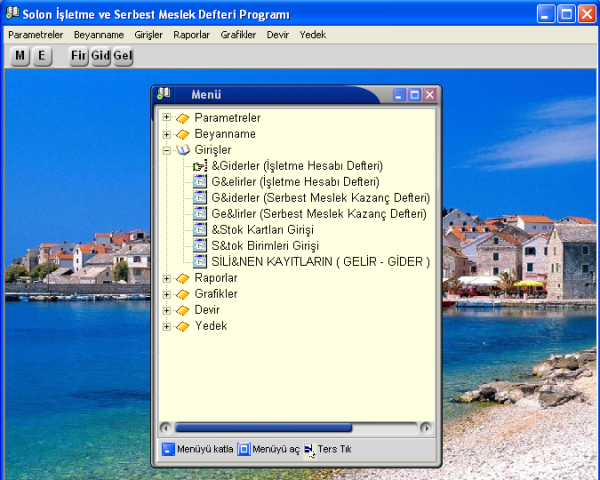 Solon İşletme ve Serbest Meslek Defteri Programı
Parametreler Beyanname Girişler Raporlar Grafikler Devir Yedek
M E Fir Gid Gel
Menü
Parametreler
Beyanname
Girişler
&Giderler (İşletme Hesabı Defteri)
G&elirler (İşletme Hesabı Defteri)
G&iderler (Serbest Meslek Kazanç Defteri)
Ge&lirler (Serbest Meslek Kazanç Defteri)
&Stok Kartları Girişi
S&tok Birimleri Girişi
SİLİ&NEN KAYITLARIN ( GELİR - GİDER )
Raporlar
Grafikler
Devir
Yedek
Menüyü katla Menüyü aç Ters Tık